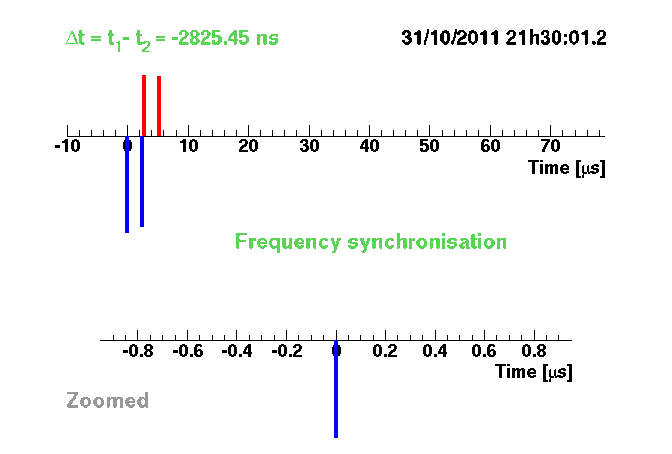 Δt = t1- t2 = -2825.45 ns
31/10/2011 21h30:01.2
-10 0 10 20 30 40 50 60 70
Time [μs]
Frequency synchronisation
-0.8 -0.6 -0.4 -0.2 0 0.2 0.4 0.6 0.8
Time [μs]
Zoomed